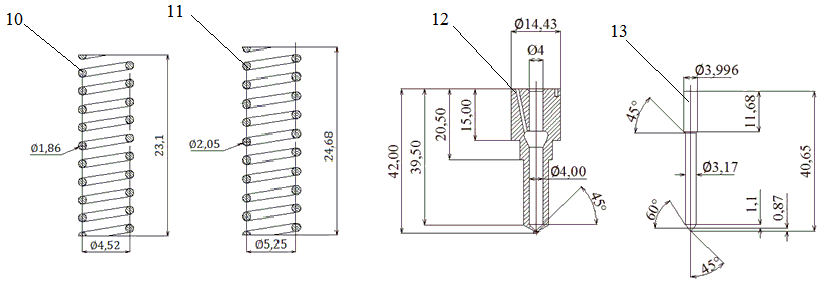 10
Ø1,86
23,1
Ø4,52
11
Ø2,05
24,68
Ø5,25
12
Ø14,43
Ø4
42,00
39,50
20,50
15,00
Ø4,00
45°
13
Ø3,996
45°
11,68
Ø3,17
40,65
60°
1,1
0,87
45°